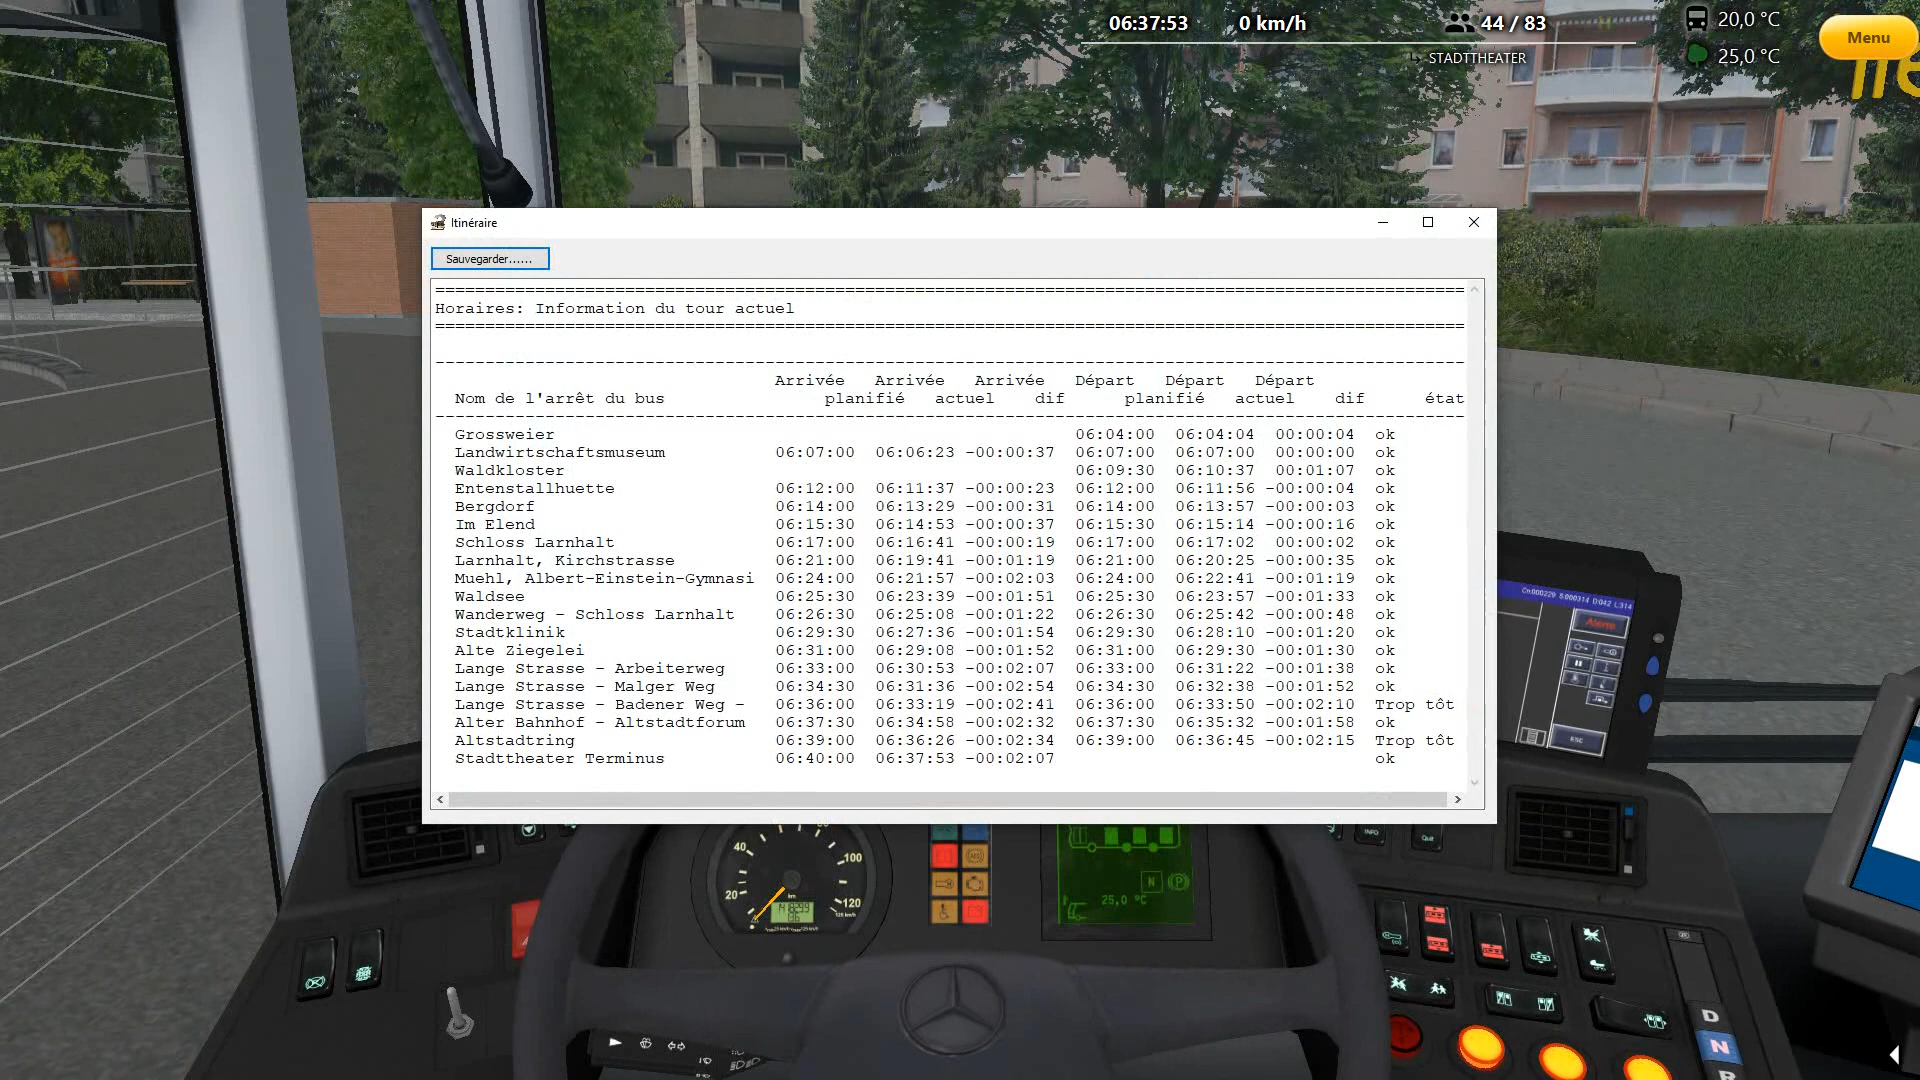 06:37:53 0 km/h 44 / 83
STADTTHEATER
20,0 °C
25,0 °C
Menu
Itinéraire
Sauvegarder......
====================================================================================================
Horaires: Information du tour actuel
====================================================================================================
Arrivée Arrivée Arrivée Départ Départ Départ
Nom de l'arrêt du bus planifié actuel dif planifié actuel dif état
Grossweier 06:04:00 06:04:04 00:00:04 ok
Landwirtschaftsmuseum 06:07:00 06:06:23 -00:00:37 06:07:00 06:07:00 00:00:00 ok
Waldkloster 06:09:30 06:10:37 00:01:07 ok
Entenstallhuette 06:12:00 06:11:37 -00:00:23 06:12:00 06:11:56 -00:00:04 ok
Bergdorf 06:14:00 06:13:29 -00:00:31 06:14:00 06:13:57 -00:00:03 ok
Im Elend 06:15:30 06:14:53 -00:00:37 06:15:30 06:15:14 -00:00:16 ok
Schloss Larnhalt 06:17:00 06:16:41 -00:00:19 06:17:00 06:17:02 00:00:02 ok
Larnhalt, Kirchstrasse 06:21:00 06:19:41 -00:01:19 06:21:00 06:20:25 -00:00:35 ok
Muehl, Albert-Einstein-Gymnasi 06:24:00 06:21:57 -00:02:03 06:24:00 06:22:41 -00:01:19 ok
Waldsee 06:25:30 06:23:39 -00:01:51 06:25:30 06:23:57 -00:01:33 ok
Wanderweg - Schloss Larnhalt 06:26:30 06:25:08 -00:01:22 06:26:30 06:25:42 -00:00:48 ok
Stadtklinik 06:29:30 06:27:36 -00:01:54 06:29:30 06:28:10 -00:01:20 ok
Alte Ziegelei 06:31:00 06:29:08 -00:01:52 06:31:00 06:29:30 -00:01:30 ok
Lange Strasse - Arbeiterweg 06:33:00 06:30:53 -00:02:07 06:33:00 06:31:22 -00:01:38 ok
Lange Strasse - Malger Weg 06:34:30 06:31:36 -00:02:54 06:34:30 06:32:38 -00:01:52 ok
Lange Strasse - Badener Weg - 06:36:00 06:33:19 -00:02:41 06:36:00 06:33:50 -00:02:10 Trop tôt
Alter Bahnhof - Altstadtforum 06:37:30 06:34:58 -00:02:32 06:37:30 06:35:32 -00:01:58 ok
Altstadtring 06:39:00 06:36:26 -00:02:34 06:39:00 06:36:45 -00:02:15 Trop tôt
Stadttheater Terminus 06:40:00 06:37:53 -00:02:07 ok
Cn:000229 S:000314 D:042 L:314
Alarm
ESC
INFO
Quit
20
40
100
120
km
N
P
25,0 °C
D
N
R